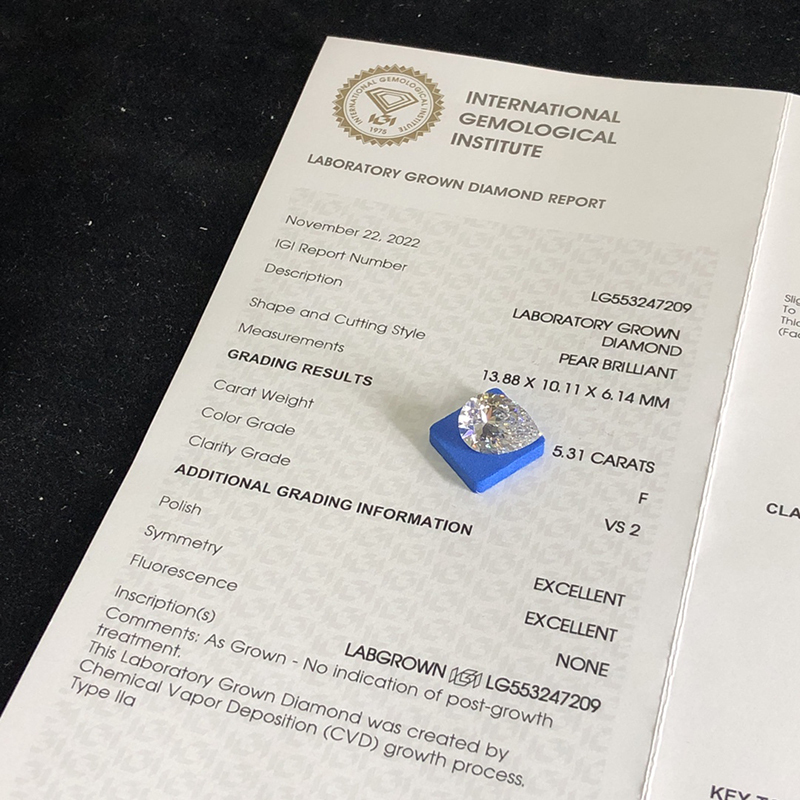 INTERNATIONAL GEMOLOGICAL INSTITUTE
IGI
1975
INTERNATIONAL
GEMOLOGICAL
INSTITUTE
LABORATORY GROWN DIAMOND REPORT
November 22, 2022
IGI Report Number LG553247209
Description LABORATORY GROWN
DIAMOND
Shape and Cutting Style PEAR BRILLIANT
Measurements 13.88 X 10.11 X 6.14 MM
GRADING RESULTS
Carat Weight 5.31 CARATS
Color Grade F
Clarity Grade VS 2
ADDITIONAL GRADING INFORMATION
Polish EXCELLENT
Symmetry EXCELLENT
Fluorescence NONE
Inscription(s) LABGROWN IGI LG553247209
Comments: As Grown - No indication of post-growth
treatment.
This Laboratory Grown Diamond was created by
Chemical Vapor Deposition (CVD) growth process.
Type IIa
To
(Fa
CLA
KEY